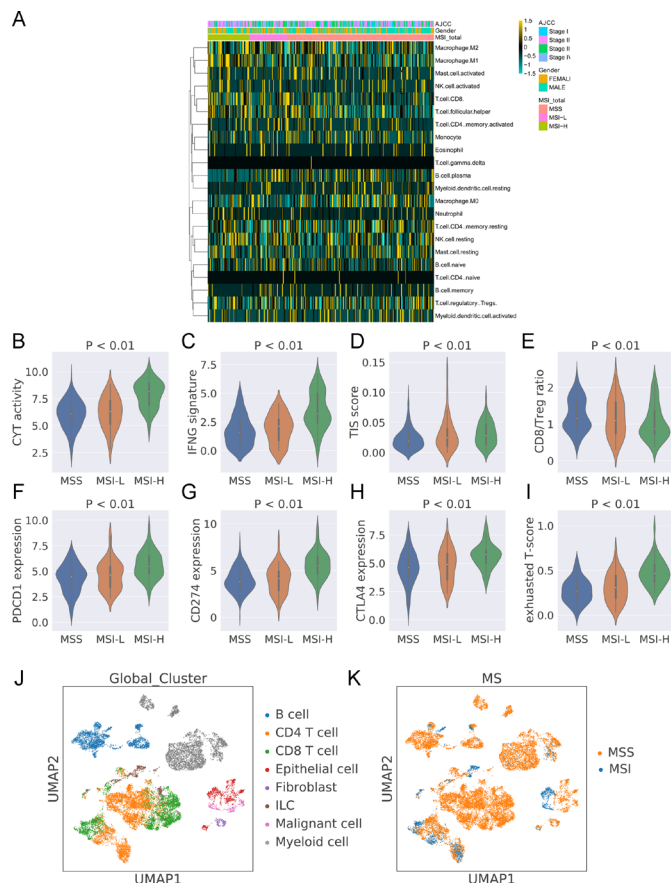 A
AJCC
Gender
MSI_total
Macrophage.M2
Macrophage.M1
Mast.cell.activated
NK.cell.activated
T.cell.CD8.
T.cell.follicular.helper
T.cell.CD4..memory.activated
Monocyte
Eosinophil
T.cell.gamma.delta
B.cell.plasma
Myeloid.dendritic.cell.resting
Macrophage.M0
Neutrophil
T.cell.CD4..memory.resting
NK.cell.resting
Mast.cell.resting
B.cell.naive
T.cell.CD4..naive
B.cell.memory
T.cell.regulatory..Tregs.
Myeloid.dendritic.cell.activated
1.5
1
0.5
0
−0.5
−1
−1.5
AJCC
Stage I
Stage II
Stage II
Stage IV
Gender
FEMALI
MALE
MSI_total
MSS
MSI−L
MSI−H
B
P < 0.01
CYT activity
10.0
7.5
5.0
2.5
MSS MSI-L MSI-H
C
P < 0.01
IFNG signature
7.5
5.0
2.5
0.0
MSS MSI-L MSI-H
D
P < 0.01
TIS score
0.15
0.10
0.05
0.00
MSS MSI-L MSI-H
E
P < 0.01
CD8/Treg ratio
2
1
0
MSS MSI-L MSI-H
F
P < 0.01
PDCD1 expression
10.0
7.5
5.0
2.5
0.0
MSS MSI-L MSI-H
G
P < 0.01
CD274 expression
10
5
0
MSS MSI-L MSI-H
H
P < 0.01
CTLA4 expression
7.5
5.0
2.5
0.0
MSS MSI-L MSI-H
I
P < 0.01
exhuasted T-score
1.0
0.5
0.0
MSS MSI-L MSI-H
J
Global_Cluster
UMAP2
UMAP1
B cell
CD4 T cell
CD8 T cell
Epithelial cell
Fibroblast
ILC
Malignant cell
Myeloid cell
K
MS
UMAP2
UMAP1
MSS
MSI